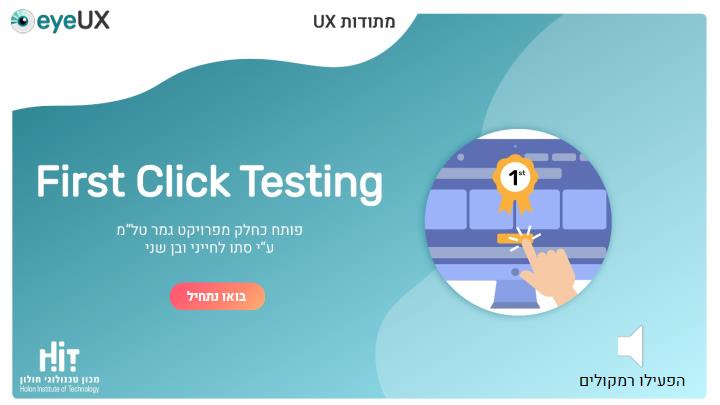 eyeUX
מתודות UX
First Click Testing
פותח כחלק מפרויקט גמר טל"מ
ע"י סתו לחייני ובן שני
בואו נתחיל
1st
HiT
מכון טכנולוגי חולון
Holon Institute of Technology
הפעילו רמקולים